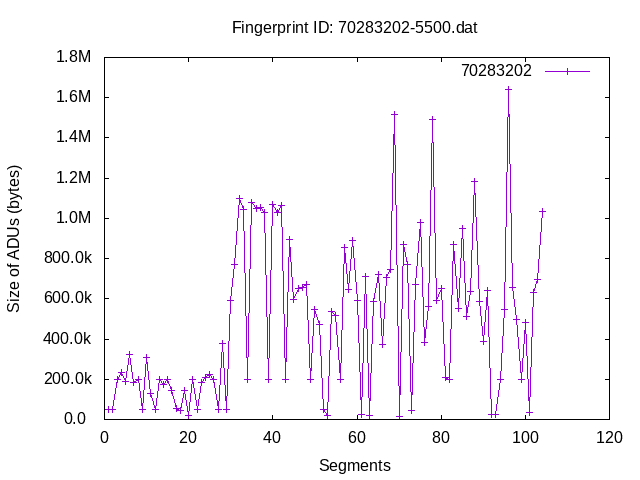 Fingerprint ID: 70283202-5500.dat
1.8M
70283202
1.6M
1.4M
1.2M
1.0M
800.0k
600.0k
400.0k
200.0k
0.0
Size of ADUs (bytes)
0 20 40 60 80 100 120
Segments